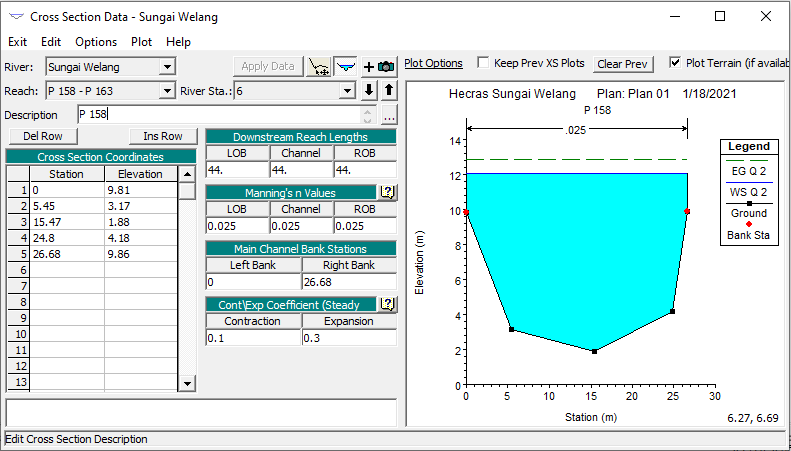 Cross Section Data - Sungai Welang
Exit Edit Options Plot Help
River: Sungai Welang Apply Data Plot Options Keep Prev XS Plots Clear Prev Plot Terrain (if availab
Reach: P 158 - P 163 River Sta.: 6
Description P 158 ...
Del Row Ins Row
Cross Section Coordinates
Station Elevation
1 0 9.81
2 5.45 3.17
3 15.47 1.88
4 24.8 4.18
5 26.68 9.86
6
7
8
9
10
11
12
13
Downstream Reach Lengths
LOB Channel ROB
44. 44. 44.
Manning's n Values
LOB Channel ROB
0.025 0.025 0.025
Main Channel Bank Stations
Left Bank Right Bank
0 26.68
Cont\Exp Coefficient (Steady
Contraction Expansion
0.1 0.3
Hecras Sungai Welang Plan: Plan 01 1/18/2021
P 158
.025
Elevation (m)
14
12
10
8
6
4
2
0
0 5 10 15 20 25 30
Station (m)
Legend
EG Q 2
WS Q 2
Ground
Bank Sta
6.27, 6.69
Edit Cross Section Description